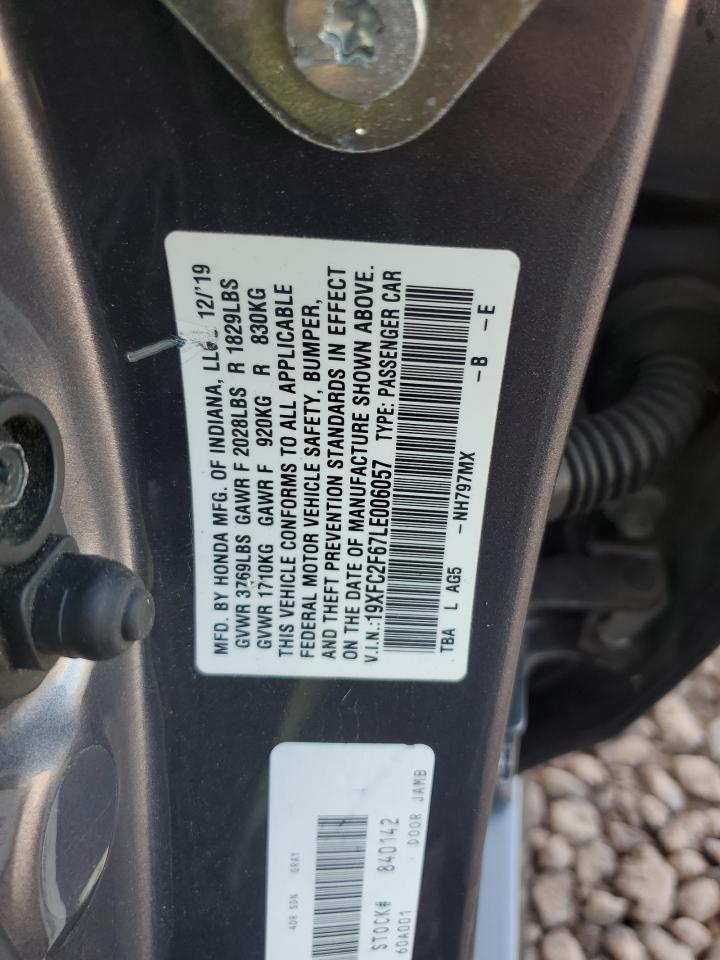 MFD. BY HONDA MFG. OF INDIANA, LLC. 12/'19
GVWR 3769LBS GAWR F 2028LBS R 1829LBS
GVWR 1710KG GAWR F 920KG R 830KG
THIS VEHICLE CONFORMS TO ALL APPLICABLE
FEDERAL MOTOR VEHICLE SAFETY, BUMPER,
AND THEFT PREVENTION STANDARDS IN EFFECT
ON THE DATE OF MANUFACTURE SHOWN ABOVE.
V.I.N.:19XFC2F67LE006057 TYPE: PASSENGER CAR
TBA L AG5 -NH797MX -B -E
4DR SDN GRAY
STOCK# 840142
60A001 DOOR JAMB